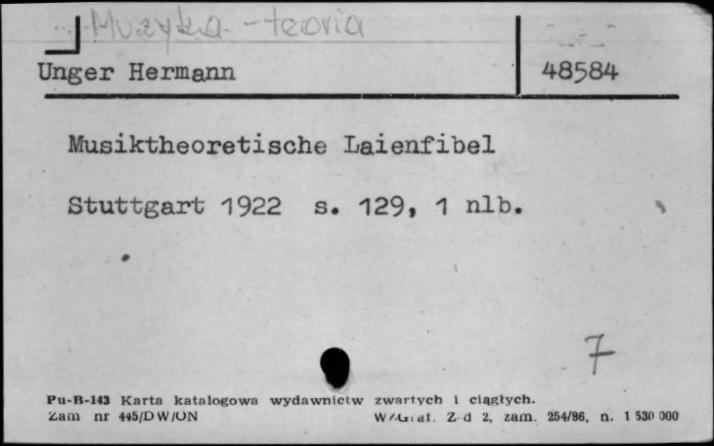 Muzyka - teoria
Unger Hermann 48584
Musiktheoretische Laienfibel
Stuttgart 1922 s. 129, 1 nlb.
7
Pu-B-143 Karta katalogowa wydawnictw zwartych i ciągłych.
Zam nr 445/DW/ON Z-d 2, zam. 254/86, n. 1 530 000